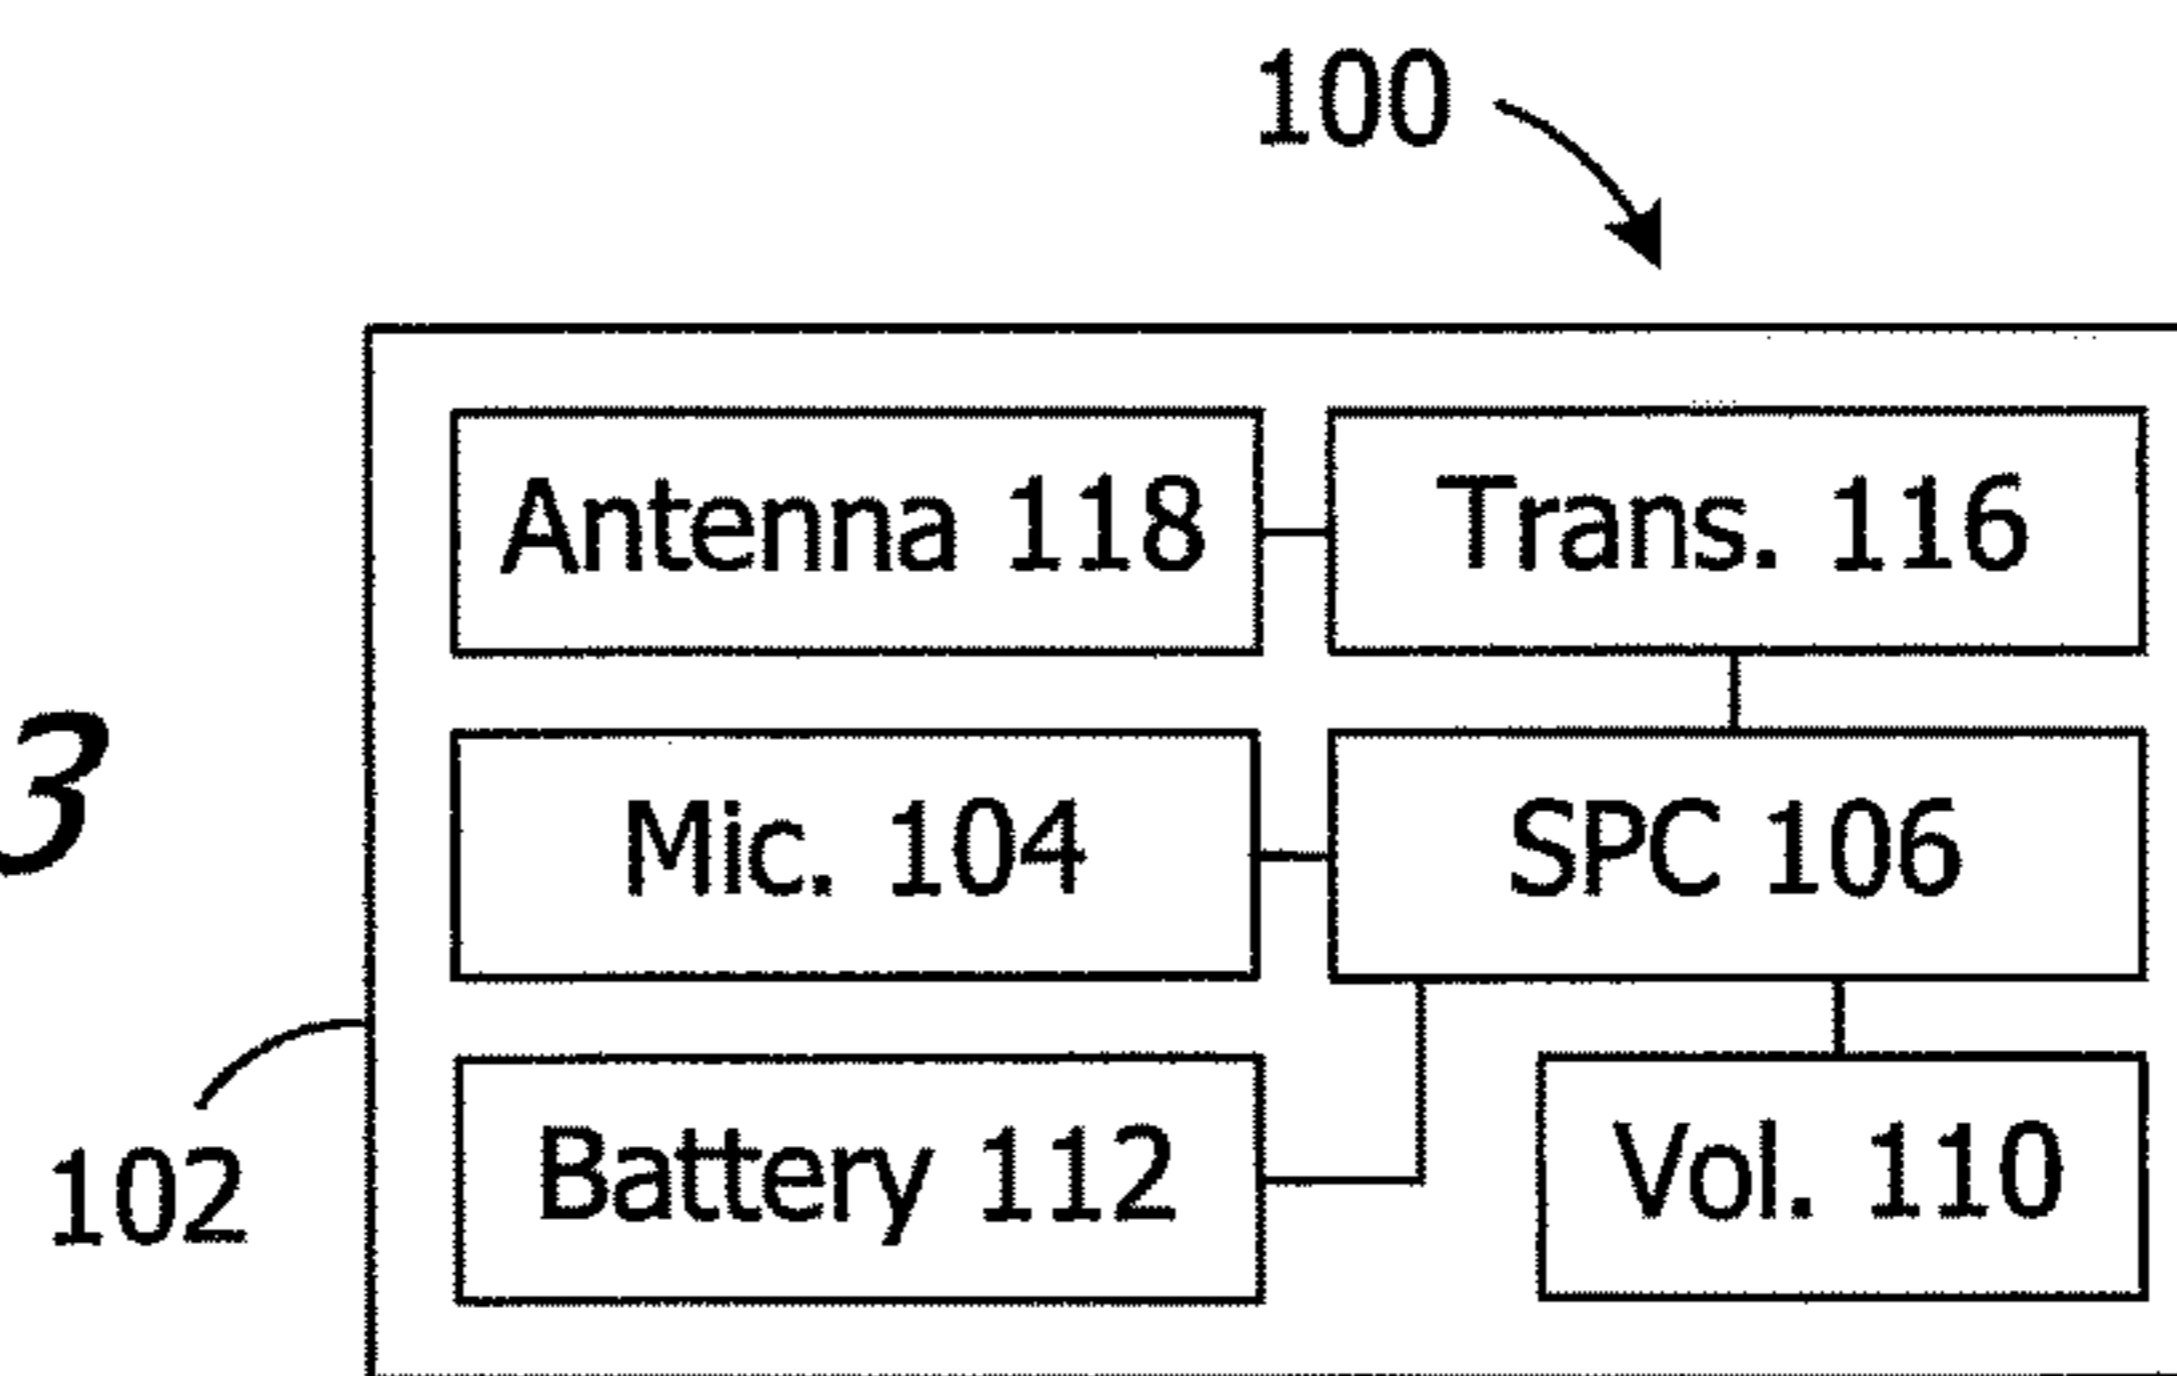 100
Antenna 118
Trans. 116
3
Mic. 104
SPC 106
102
Battery 112
Vol. 110